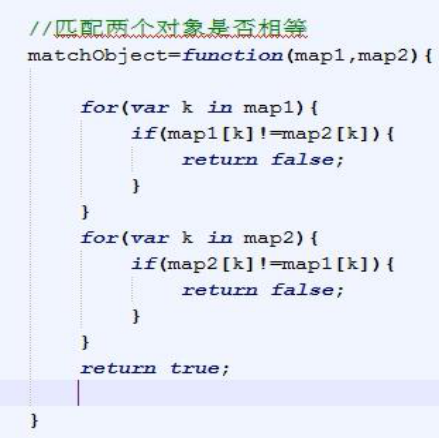 //匹配两个对象是否相等
matchObject=function(map1,map2){
for(var k in map1){
if(map1[k]!=map2[k]){
return false;
}
}
for(var k in map2){
if(map2[k]!=map1[k]){
return false;
}
}
return true;
}